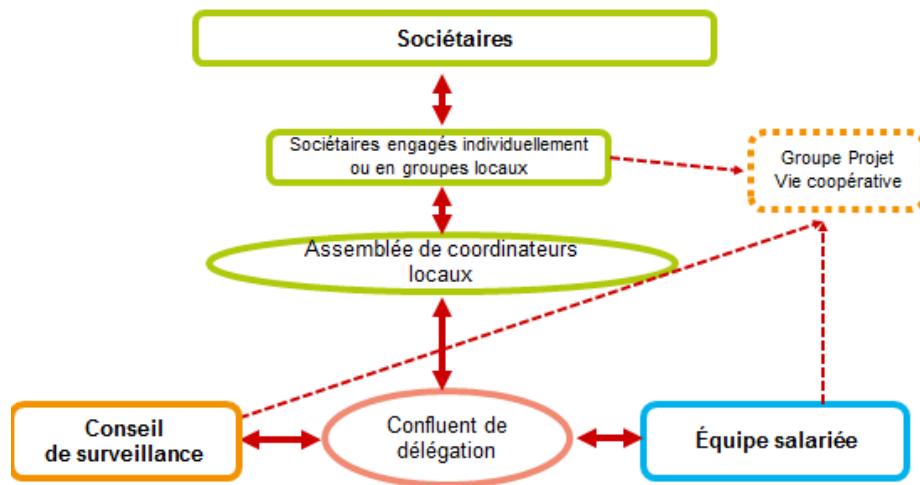 Sociétaires
Sociétaires engagés individuellement
ou en groupes locaux
Groupe Projet
Vie coopérative
Assemblée de coordinateurs
locaux
Conseil
de surveillance
Confluent de
délégation
Équipe salariée